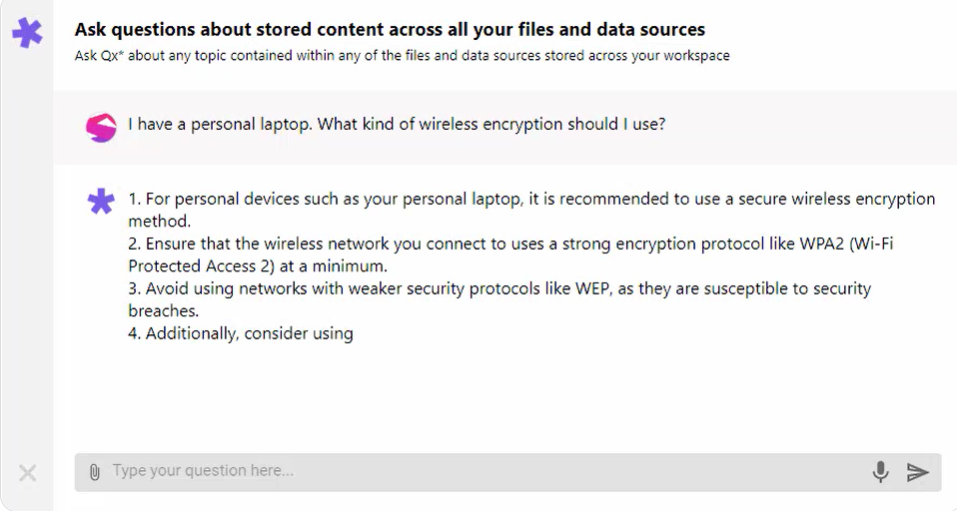 Ask questions about stored content across all your files and data sources
Ask Qx* about any topic contained within any of the files and data sources stored across your workspace
I have a personal laptop. What kind of wireless encryption should I use?
1. For personal devices such as your personal laptop, it is recommended to use a secure wireless encryption
method.
2. Ensure that the wireless network you connect to uses a strong encryption protocol like WPA2 (Wi-Fi
Protected Access 2) at a minimum.
3. Avoid using networks with weaker security protocols like WEP, as they are susceptible to security
breaches.
4. Additionally, consider using
Type your question here...